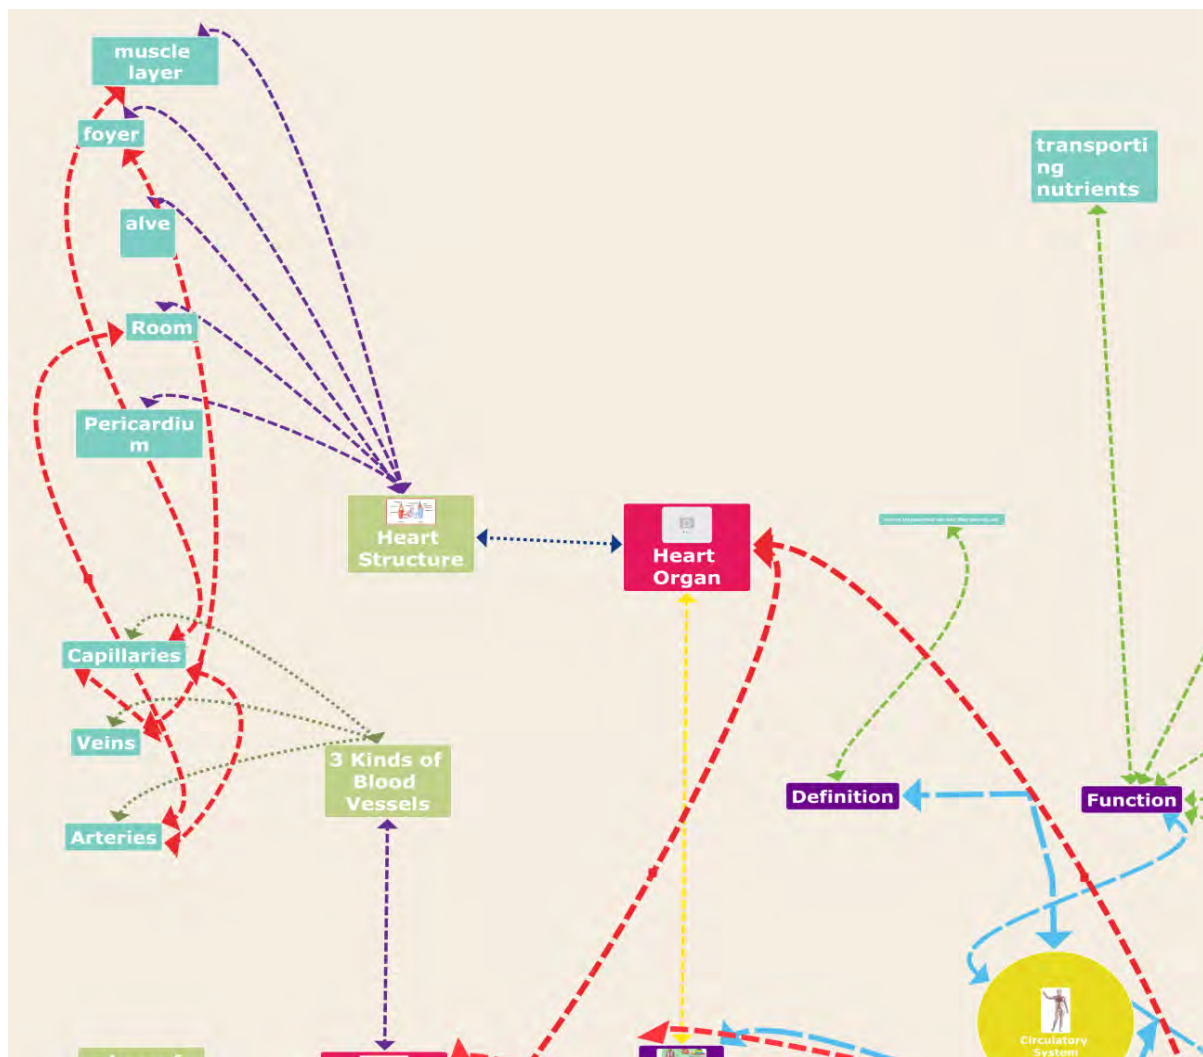 muscle
layer
foyer
alve
Room
Pericardiu
m
transporti
ng
nutrients
Heart
Structure
Heart
Organ
Capillaries
Veins
Arteries
3 Kinds of
Blood
Vessels
Definition
Function
Circulatory
System